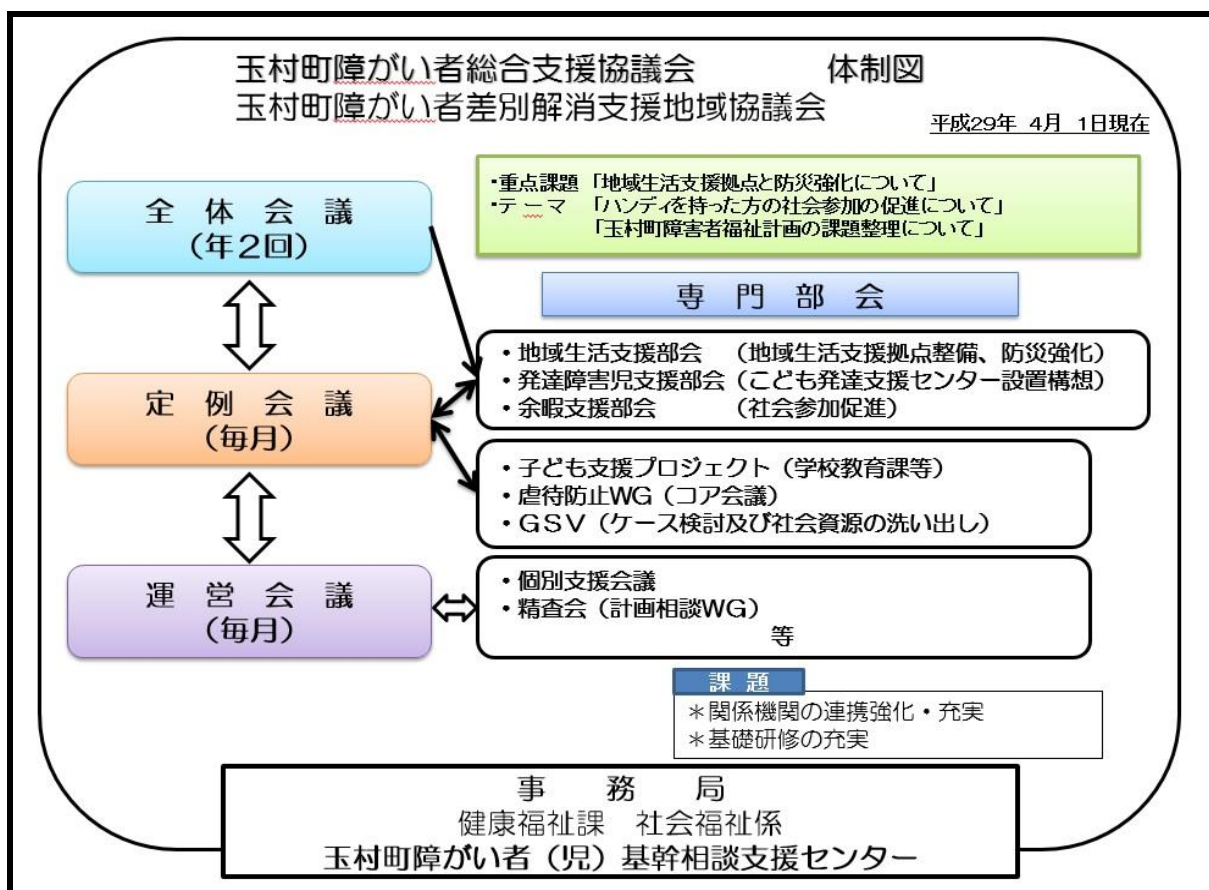 玉村町障がい者総合支援協議会　体制図
玉村町障がい者差別解消支援地域協議会
平成29年 4月 1日現在
・重点課題「地域生活支援拠点と防災強化について」
・テーマ　「ハンディを持った方の社会参加の促進について」
「玉村町障害者福祉計画の課題整理について」
全 体 会 議
（年２回）
専 門 部 会
・地域生活支援部会　（地域生活支援拠点整備、防災強化）
・発達障害児支援部会（こども発達支援センター設置構想）
・余暇支援部会　（社会参加促進）
定 例 会 議
（毎月）
・子ども支援プロジェクト（学校教育課等）
・虐待防止WG（コア会議）
・ＧＳＶ（ケース検討及び社会資源の洗い出し）
運 営 会 議
（毎月）
・個別支援会議
・精査会（計画相談WG）
等
課 題
＊関係機関の連携強化・充実
＊基礎研修の充実
事 務 局
健康福祉課　社会福祉係
玉村町障がい者（児）基幹相談支援センター